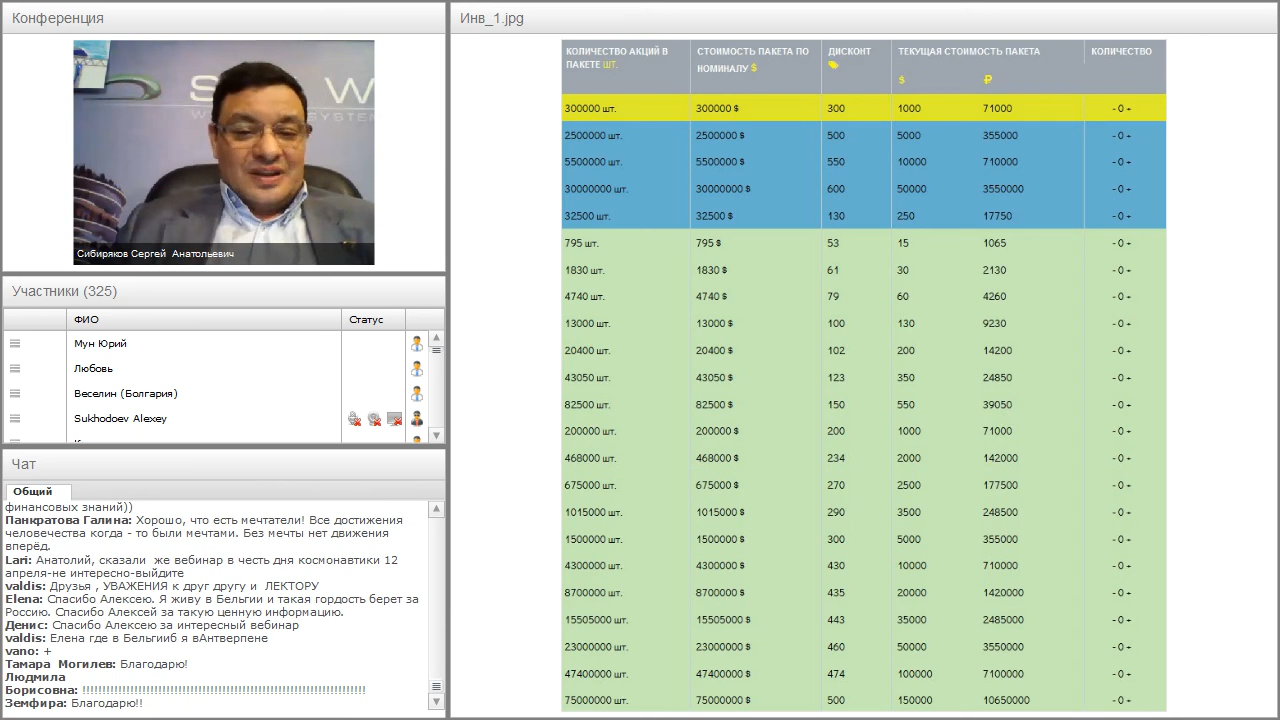 Конференция
S W
W SYSTEM
Сибиряков Сергей Анатольевич
Участники (325)
ФИО Статус
Мун Юрий
Любовь
Веселин (Болгария)
Sukhodoev Alexey
Чат
Общий
финансовых знаний))
Панкратова Галина: Хорошо, что есть мечтатели! Все достижения
человечества когда - то были мечтами. Без мечты нет движения
вперёд.
Lari: Анатолий, сказали же вебинар в честь дня космонавтики 12
апреля-не интересно-выйдите
valdis: Друзья , УВАЖЕНИЯ к друг другу и ЛЕКТОРУ
Elena: Спасибо Алексею. Я живу в Бельгии и такая гордость берет за
Россию. Спасибо Алексей за такую ценную информацию.
Денис: Спасибо Алексею за интересный вебинар
valdis: Елена где в Бельгииб я вАнтверпене
vano: +
Тамара Могилев: Благодарю!
Людмила
Борисовна: !!!!!!!!!!!!!!!!!!!!!!!!!!!!!!!!!!!!!!!!!!!!!!!!!!!!!!!!!!!!!!!!!!!!!!!
Земфира: Благодарю!!
Инв_1.jpg
КОЛИЧЕСТВО АКЦИЙ В СТОИМОСТЬ ПАКЕТА ПО ДИСКОНТ ТЕКУЩАЯ СТОИМОСТЬ ПАКЕТА КОЛИЧЕСТВО
ПАКЕТЕ ШТ. НОМИНАЛУ $
$ ₽
300000 шт. 300000 $ 300 1000 71000 - 0 +
2500000 шт. 2500000 $ 500 5000 355000 - 0 +
5500000 шт. 5500000 $ 550 10000 710000 - 0 +
30000000 шт. 30000000 $ 600 50000 3550000 - 0 +
32500 шт. 32500 $ 130 250 17750 - 0 +
795 шт. 795 $ 53 15 1065 - 0 +
1830 шт. 1830 $ 61 30 2130 - 0 +
4740 шт. 4740 $ 79 60 4260 - 0 +
13000 шт. 13000 $ 100 130 9230 - 0 +
20400 шт. 20400 $ 102 200 14200 - 0 +
43050 шт. 43050 $ 123 350 24850 - 0 +
82500 шт. 82500 $ 150 550 39050 - 0 +
200000 шт. 200000 $ 200 1000 71000 - 0 +
468000 шт. 468000 $ 234 2000 142000 - 0 +
675000 шт. 675000 $ 270 2500 177500 - 0 +
1015000 шт. 1015000 $ 290 3500 248500 - 0 +
1500000 шт. 1500000 $ 300 5000 355000 - 0 +
4300000 шт. 4300000 $ 430 10000 710000 - 0 +
8700000 шт. 8700000 $ 435 20000 1420000 - 0 +
15505000 шт. 15505000 $ 443 35000 2485000 - 0 +
23000000 шт. 23000000 $ 460 50000 3550000 - 0 +
47400000 шт. 47400000 $ 474 100000 7100000 - 0 +
75000000 шт. 75000000 $ 500 150000 10650000 - 0 +